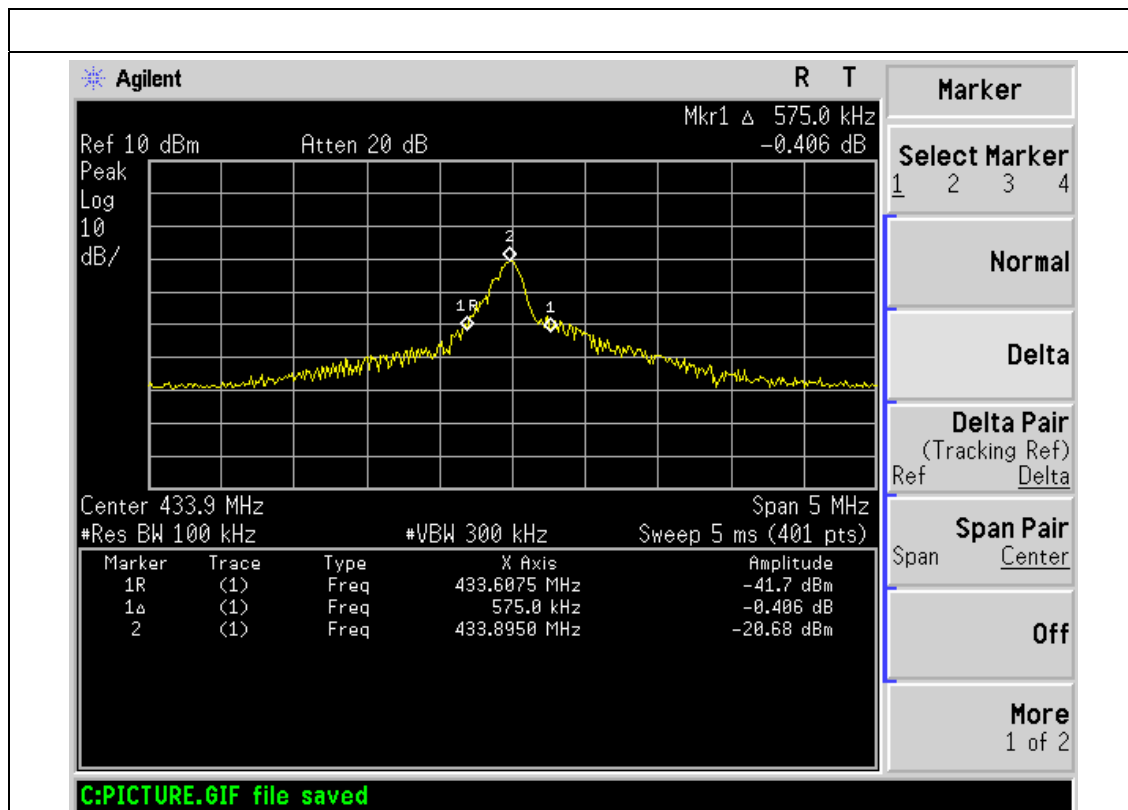 Agilent
R T
Mkr1 Δ 575.0 kHz
Ref 10 dBm Atten 20 dB -0.406 dB
Peak
Log
10
dB/
2
1R
1
Center 433.9 MHz Span 5 MHz
#Res BW 100 kHz #VBW 300 kHz Sweep 5 ms (401 pts)
Marker Trace Type X Axis Amplitude
1R (1) Freq 433.6075 MHz -41.7 dBm
1Δ (1) Freq 575.0 kHz -0.406 dB
2 (1) Freq 433.8950 MHz -20.68 dBm
C:PICTURE.GIF file saved
Marker
Select Marker
1 2 3 4
Normal
Delta
Delta Pair
(Tracking Ref)
Ref Delta
Span Pair
Span Center
Off
More
1 of 2